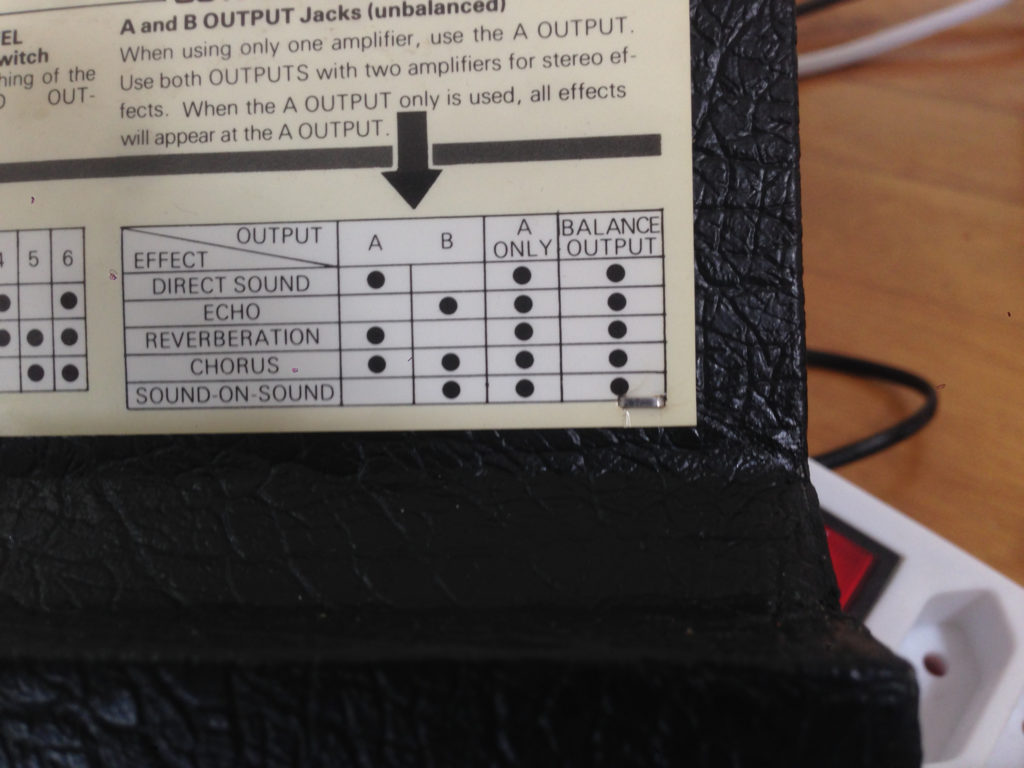 EL
witch
hing of the
OUT-
A and B OUTPUT Jacks (unbalanced)
When using only one amplifier, use the A OUTPUT.
Use both OUTPUTS with two amplifiers for stereo ef-
fects. When the A OUTPUT only is used, all effects
will appear at the A OUTPUT.
4 5 6
OUTPUT
EFFECT
A
B
A
ONLY
BALANCE
OUTPUT
DIRECT SOUND ● ● ●
ECHO ● ● ●
REVERBERATION ● ● ●
CHORUS ● ● ● ●
SOUND-ON-SOUND ● ● ●